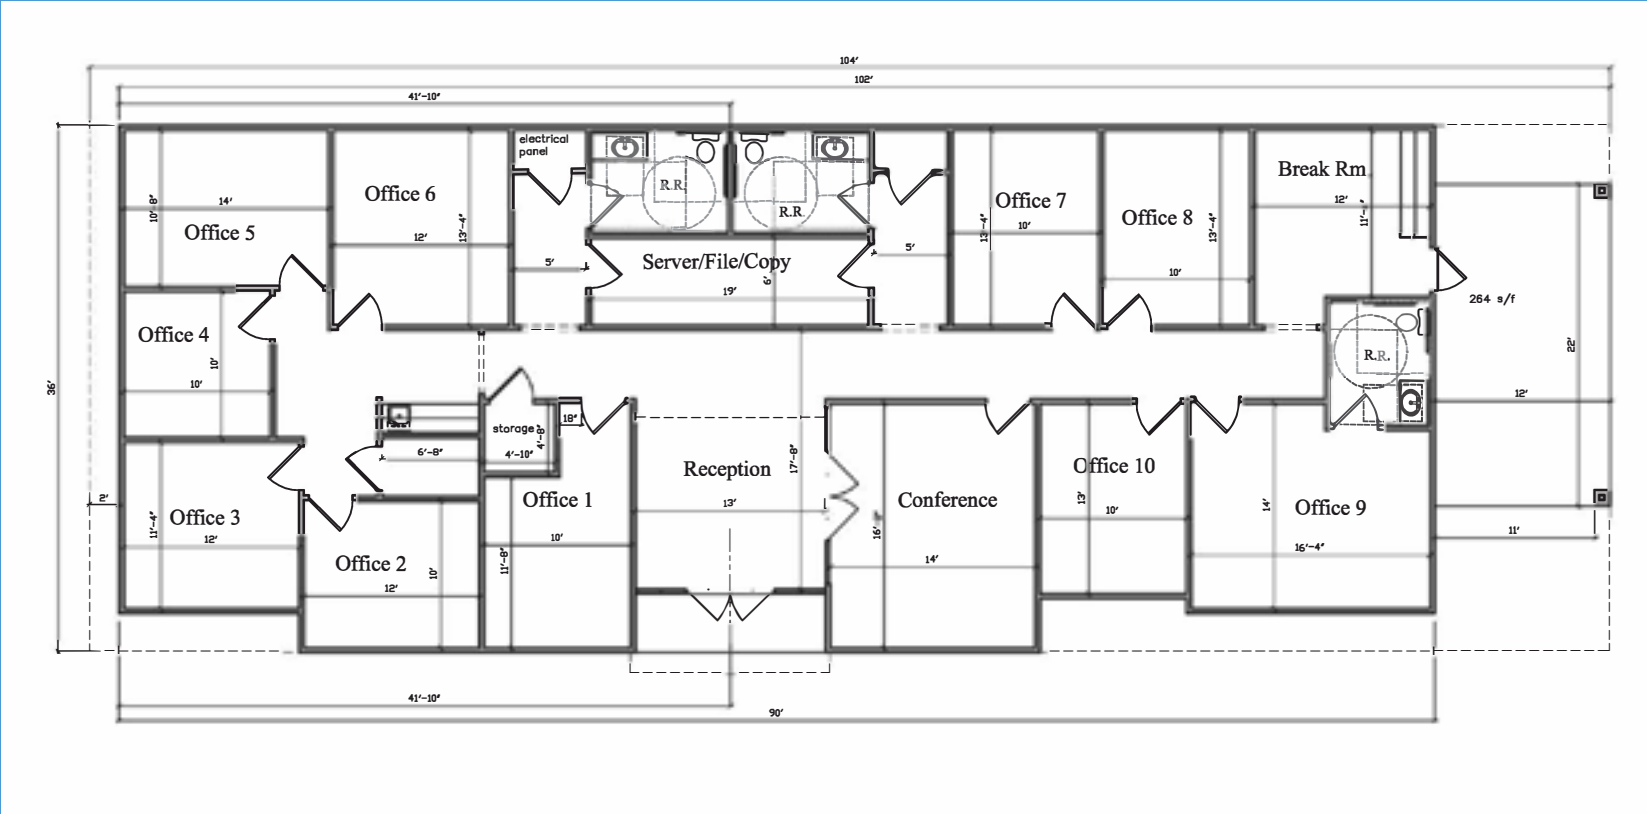 104'
102'
41'-10"
electrical
panel
Office 5
14'
10'-8"
Office 6
12'
13'-4"
5'
R.R.
R.R.
Server/File/Copy
19'
6'
5'
Office 7
10'
13'-4"
Office 8
10'
13'-4"
Break Rm
12'
264 s/f
22'
12'
11'
36'
2'
Office 4
10'
10'
R.R.
storage
4'-8"
4'-10"
18"
6'-8"
Office 3
11'-4"
12'
Office 2
12'
10'
Office 1
10'
11'-8"
Reception
13'
17'-8"
Conference
16'
14'
Office 10
13'
10'
Office 9
14'
16'-4"
41'-10"
90'